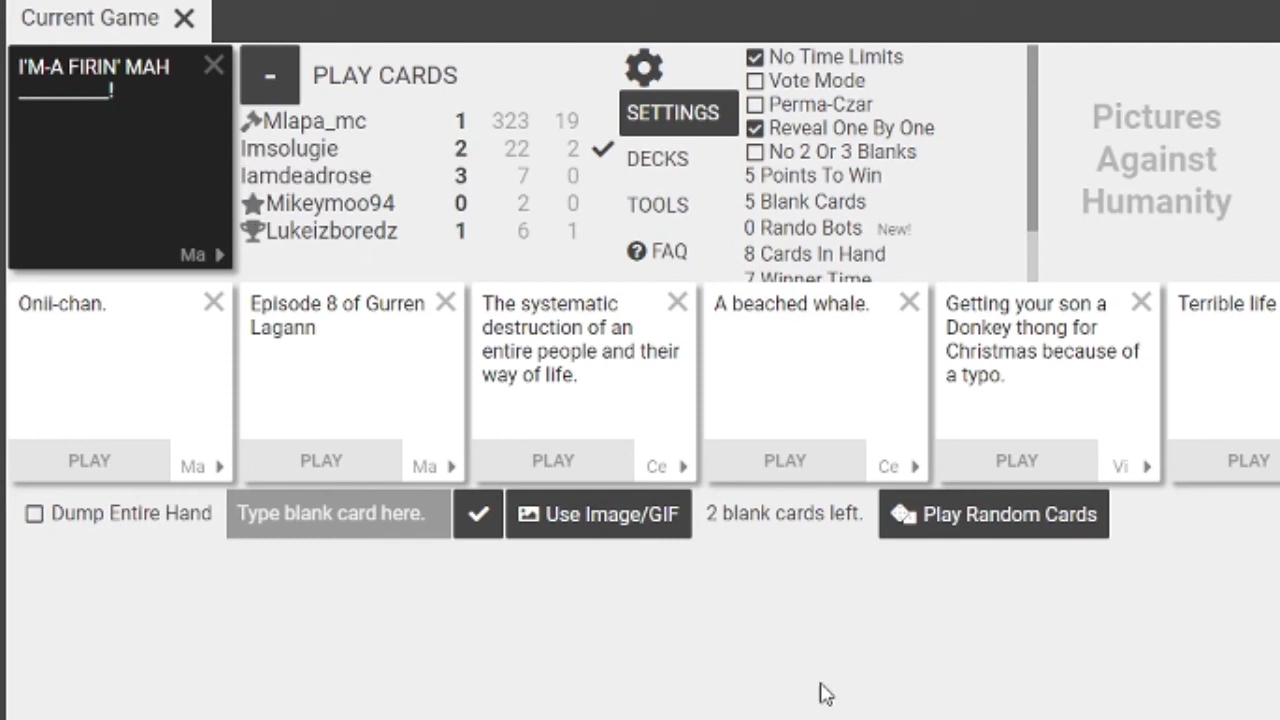 Current Game
I'M-A FIRIN' MAH
________!
Ma
-
PLAY CARDS
Mlapa_mc 1 323 19
Imsolugie 2 22 2
Iamdeadrose 3 7 0
Mikeymoo94 0 2 0
Lukeizboredz 1 6 1
SETTINGS
DECKS
TOOLS
? FAQ
No Time Limits
Vote Mode
Perma-Czar
Reveal One By One
No 2 Or 3 Blanks
5 Points To Win
5 Blank Cards
0 Rando Bots New!
8 Cards In Hand
7 Winner Time
Pictures
Against
Humanity
Onii-chan.
PLAY
Ma
Episode 8 of Gurren
Lagann
PLAY
Ma
The systematic
destruction of an
entire people and their
way of life.
PLAY
Ce
A beached whale.
PLAY
Ce
Getting your son a
Donkey thong for
Christmas because of
a typo.
PLAY
Vi
Terrible life
PLAY
Dump Entire Hand
Type blank card here.
Use Image/GIF
2 blank cards left.
Play Random Cards